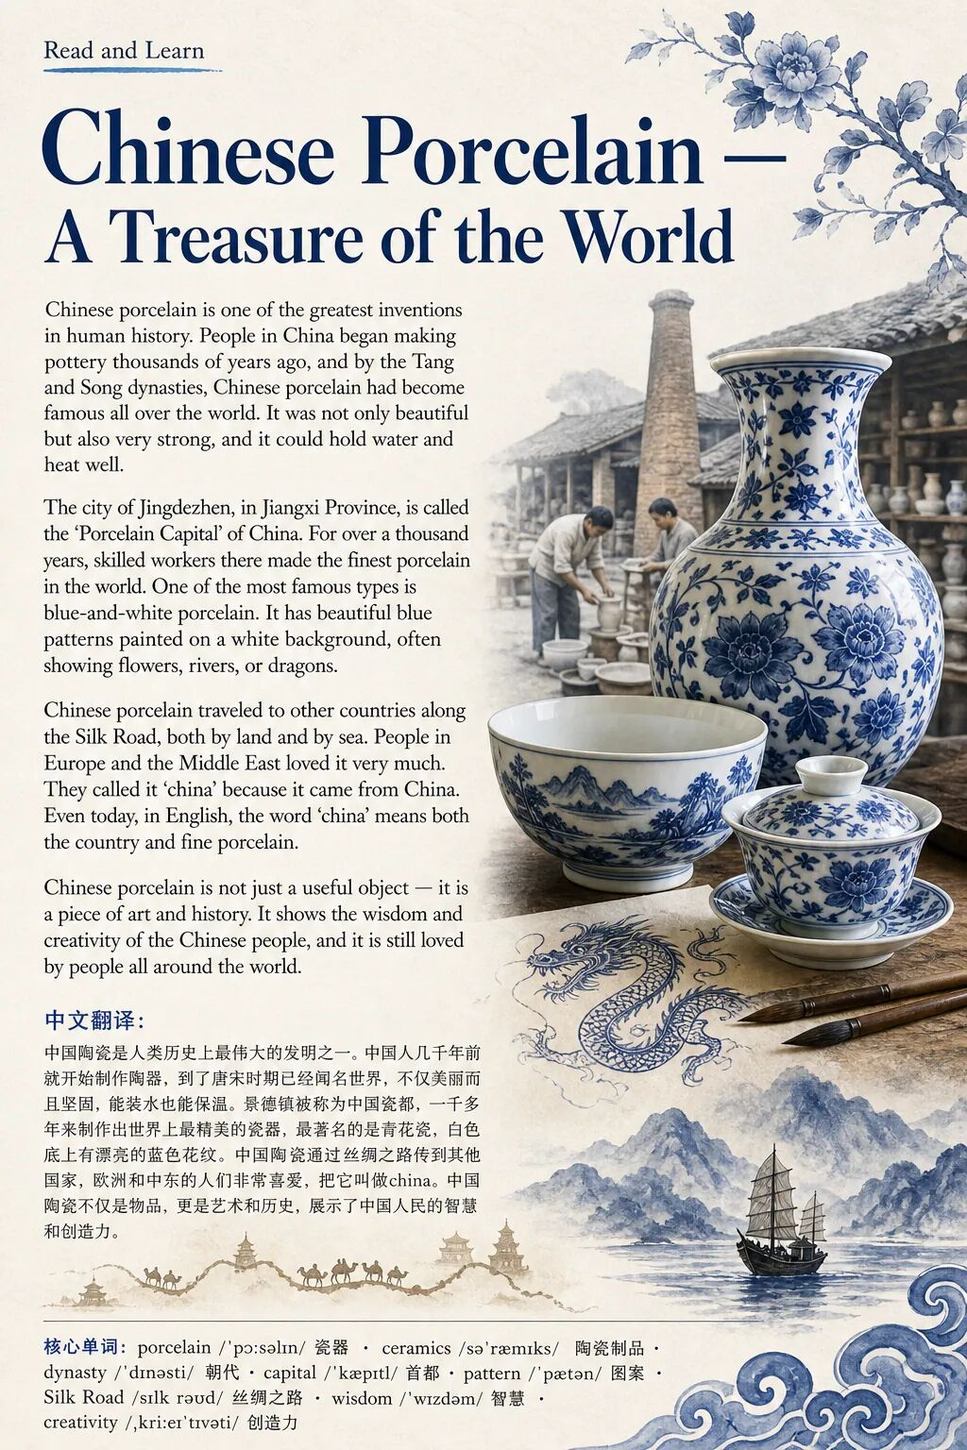 Read and Learn
Chinese Porcelain —
A Treasure of the World
Chinese porcelain is one of the greatest inventions
in human history. People in China began making
pottery thousands of years ago, and by the Tang
and Song dynasties, Chinese porcelain had become
famous all over the world. It was not only beautiful
but also very strong, and it could hold water and
heat well.
The city of Jingdezhen, in Jiangxi Province, is called
the ‘Porcelain Capital’ of China. For over a thousand
years, skilled workers there made the finest porcelain
in the world. One of the most famous types is
blue-and-white porcelain. It has beautiful blue
patterns painted on a white background, often
showing flowers, rivers, or dragons.
Chinese porcelain traveled to other countries along
the Silk Road, both by land and by sea. People in
Europe and the Middle East loved it very much.
They called it ‘china’ because it came from China.
Even today, in English, the word ‘china’ means both
the country and fine porcelain.
Chinese porcelain is not just a useful object — it is
a piece of art and history. It shows the wisdom and
creativity of the Chinese people, and it is still loved
by people all around the world.
中文翻译：
中国陶瓷是人类历史上最伟大的发明之一。中国人几千年前
就开始制作陶器，到了唐宋时期已经闻名世界，不仅美丽而
且坚固，能装水也能保温。景德镇被称为中国瓷都，一千多
年来制作出世界上最精美的瓷器，最著名的是青花瓷，白色
底上有漂亮的蓝色花纹。中国陶瓷通过丝绸之路传到其他
国家，欧洲和中东的人们非常喜爱，把它叫做china。中国
陶瓷不仅是物品，更是艺术和历史，展示了中国人民的智慧
和创造力。
核心单词：porcelain /ˈpɔːsəlɪn/ 瓷器 · ceramics /səˈræmɪks/ 陶瓷制品 ·
dynasty /ˈdɪnəsti/ 朝代 · capital /ˈkæpɪtl/ 首都 · pattern /ˈpætən/ 图案 ·
Silk Road /sɪlk rəʊd/ 丝绸之路 · wisdom /ˈwɪzdəm/ 智慧 ·
creativity /ˌkriːeɪˈtɪvəti/ 创造力